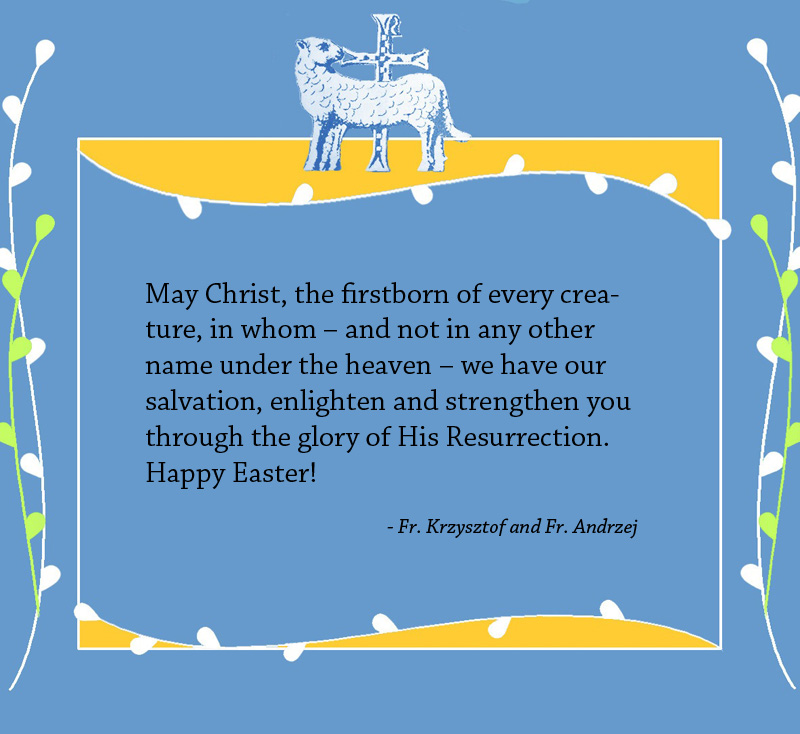 May Christ, the firstborn of every crea-
ture, in whom – and not in any other
name under the heaven – we have our
salvation, enlighten and strengthen you
through the glory of His Resurrection.
Happy Easter!
- Fr. Krzysztof and Fr. Andrzej